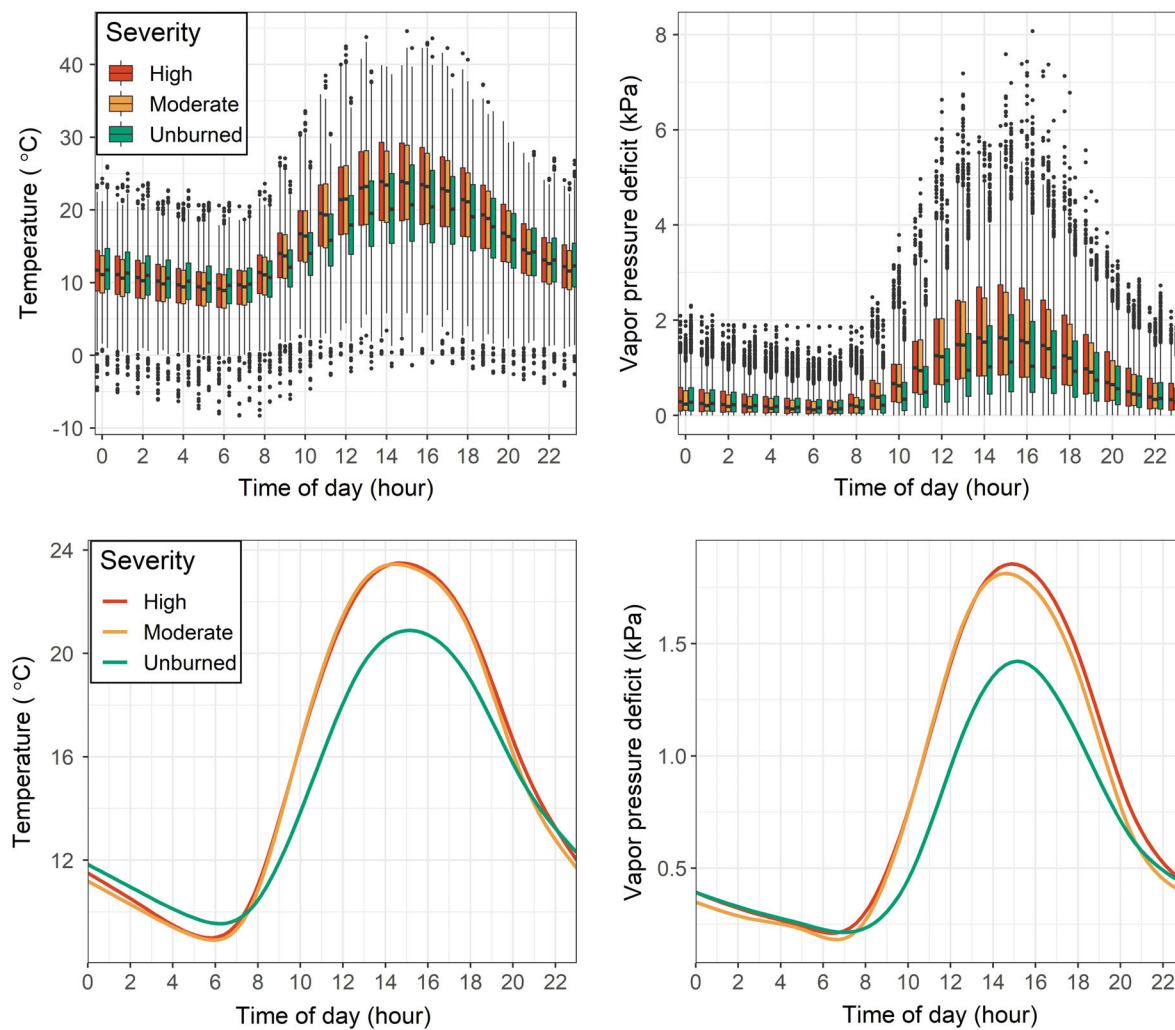 Severity
High
Moderate
Unburned
Temperature ( °C)
40
30
20
10
0
-10
0 2 4 6 8 10 12 14 16 18 20 22
Time of day (hour)
Vapor pressure deficit (kPa)
8
6
4
2
0
0 2 4 6 8 10 12 14 16 18 20 22
Time of day (hour)
Severity
High
Moderate
Unburned
Temperature ( °C)
24
20
16
12
0 2 4 6 8 10 12 14 16 18 20 22
Time of day (hour)
Vapor pressure deficit (kPa)
1.5
1.0
0.5
0 2 4 6 8 10 12 14 16 18 20 22
Time of day (hour)